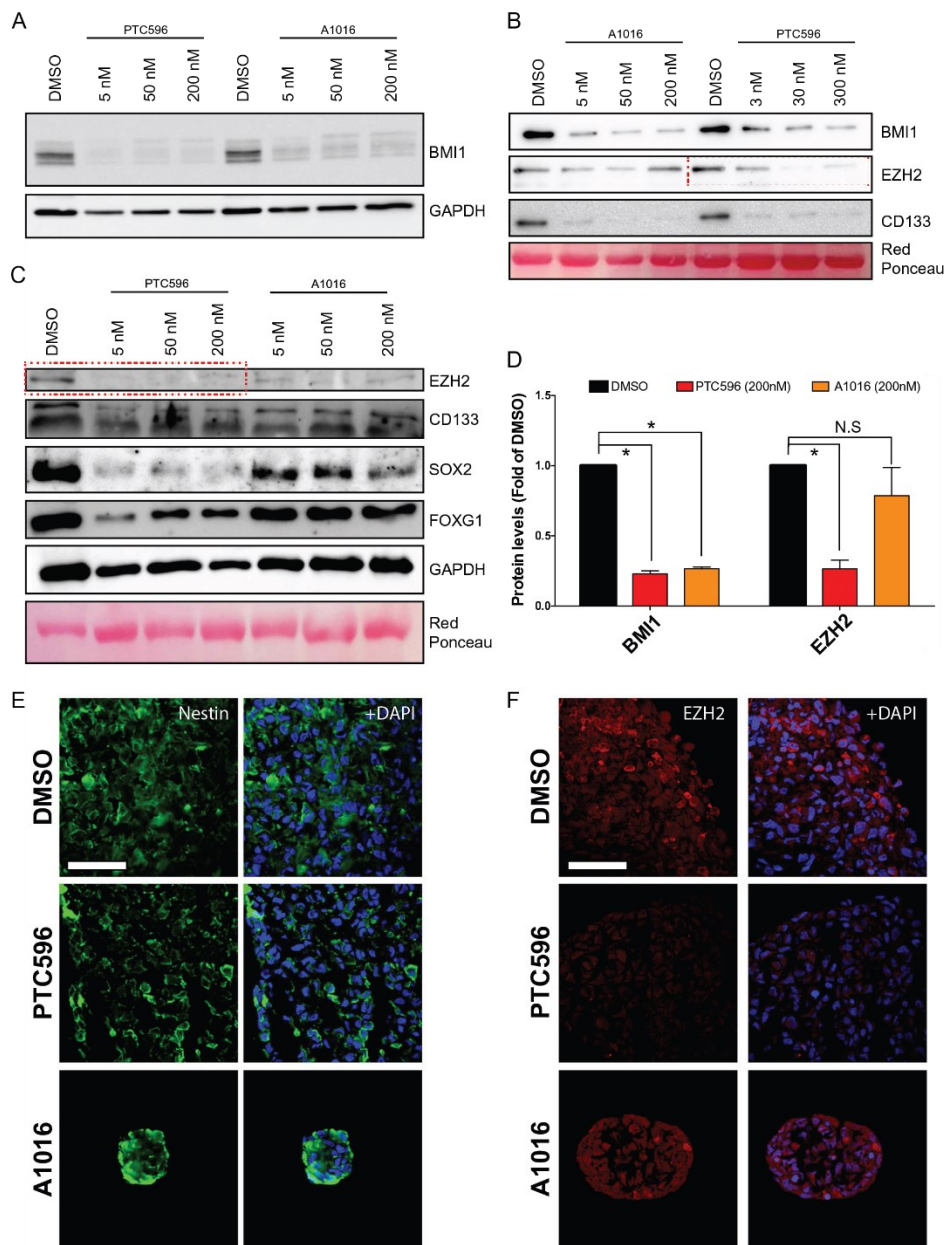 A
PTC596 A1016
DMSO 5 nM 50 nM 200 nM DMSO 5 nM 50 nM 200 nM
BMI1
GAPDH
B
A1016 PTC596
DMSO 5 nM 50 nM 200 nM DMSO 3 nM 30 nM 300 nM
BMI1
EZH2
CD133
Red
Ponceau
C
PTC596 A1016
DMSO 5 nM 50 nM 200 nM 5 nM 50 nM 200 nM
EZH2
CD133
SOX2
FOXG1
GAPDH
Red
Ponceau
D
DMSO PTC596 (200nM) A1016 (200nM)
Protein levels (Fold of DMSO)
N.S
* * *
1.0
0.5
0.0
BMI1 EZH2
E
Nestin +DAPI
DMSO
PTC596
A1016
F
EZH2 +DAPI
DMSO
PTC596
A1016